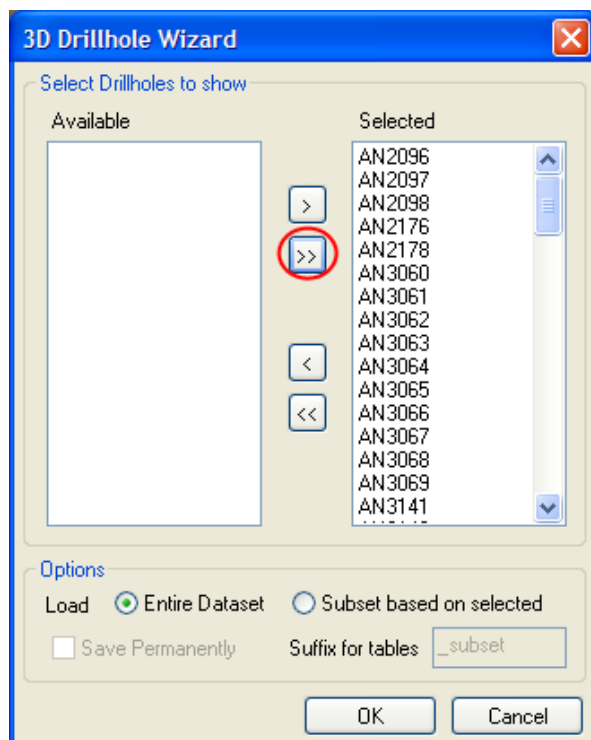 3D Drillhole Wizard
Select Drillholes to show
Available
Selected
AN2096
AN2097
AN2098
AN2176
AN2178
AN3060
AN3061
AN3062
AN3063
AN3064
AN3065
AN3066
AN3067
AN3068
AN3069
AN3141
>
>>
<
<<
Options
Load Entire Dataset Subset based on selected
Save Permanently Suffix for tables _subset
OK Cancel